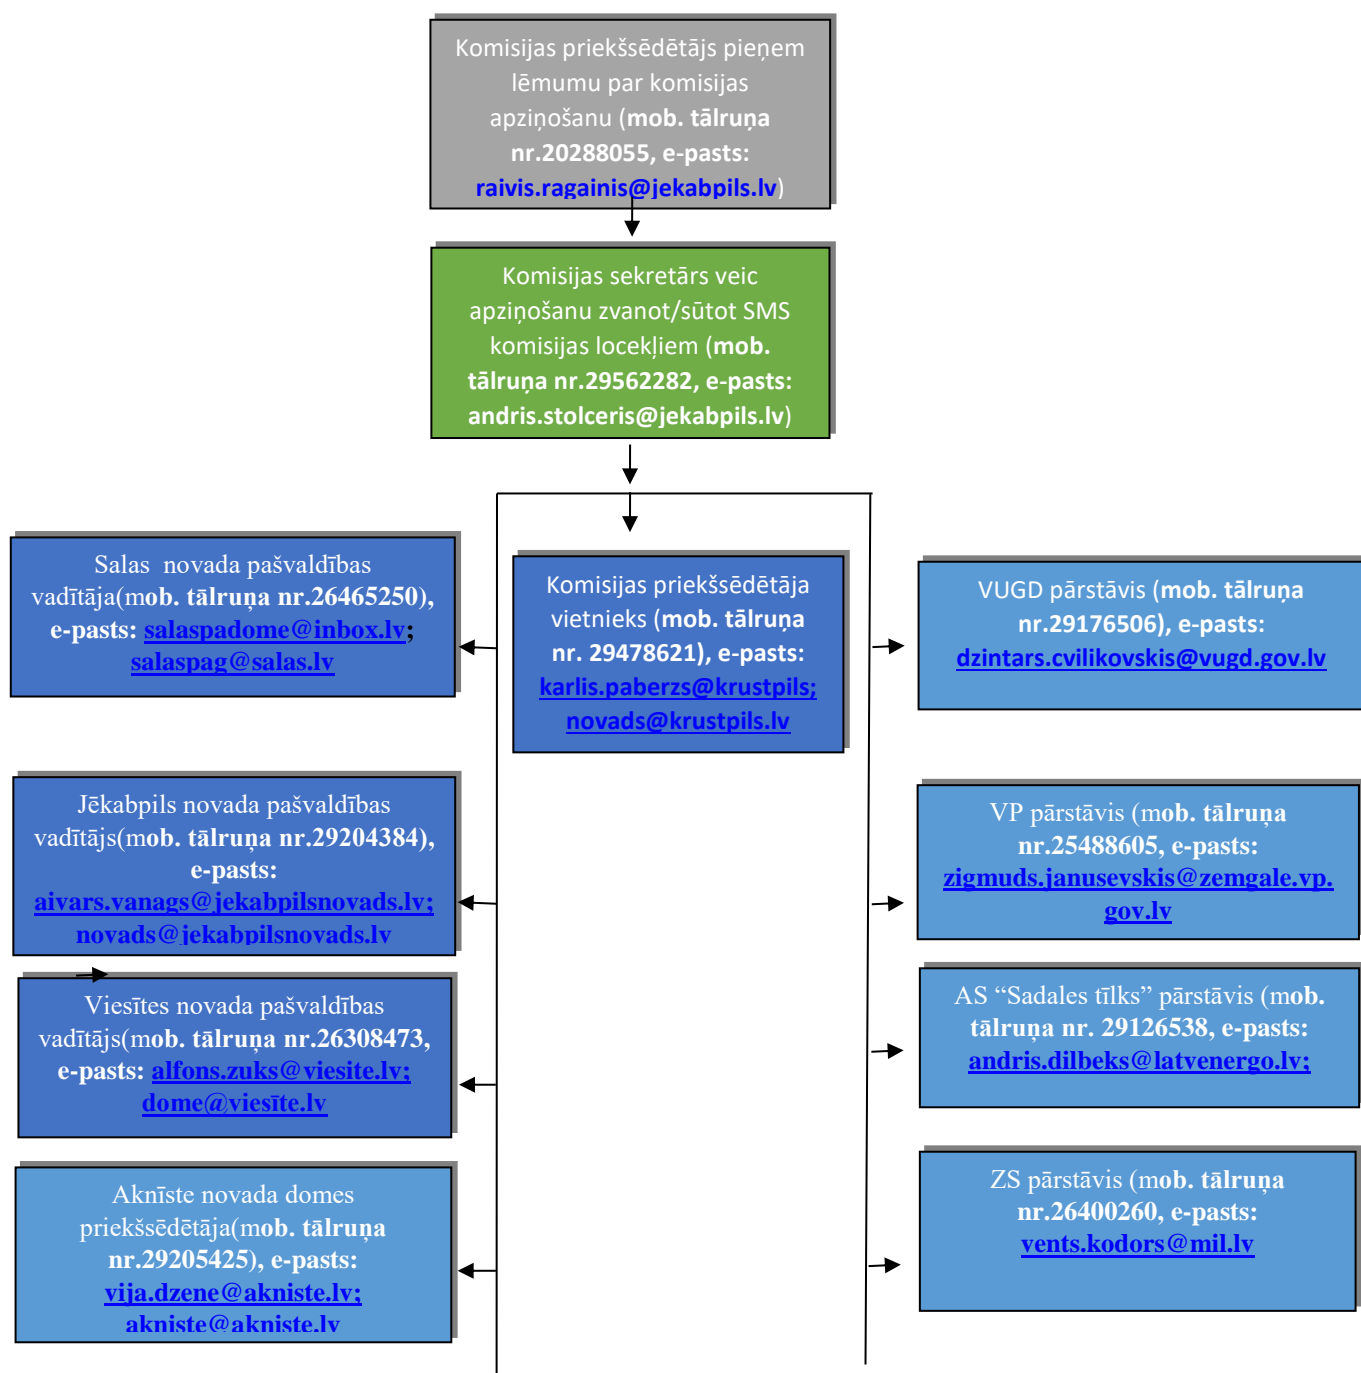 Komisijas priekšsēdētājs pieņem
lēmumu par komisijas
apziņošanu (mob. tālruņa
nr.20288055, e-pasts:
raivis.ragainis@jekabpils.lv)
Komisijas sekretārs veic
apziņošanu zvanot/sūtot SMS
komisijas locekļiem (mob.
tālruņa nr.29562282, e-pasts:
andris.stolceris@jekabpils.lv)
Salas novada pašvaldības
vadītāja(mob. tālruņa nr.26465250),
e-pasts: salaspadome@inbox.lv;
salaspag@salas.lv
Komisijas priekšsēdētāja
vietnieks (mob. tālruņa
nr. 29478621), e-pasts:
karlis.paberzs@krustpils;
novads@krustpils.lv
VUGD pārstāvis (mob. tālruņa
nr.29176506), e-pasts:
dzintars.cvilikovskis@vugd.gov.lv
Jēkabpils novada pašvaldības
vadītājs(mob. tālruņa nr.29204384),
e-pasts:
aivars.vanags@jekabpilsnovads.lv;
novads@jekabpilsnovads.lv
VP pārstāvis (mob. tālruņa
nr.25488605, e-pasts:
zigmuds.janusevskis@zemgale.vp.
gov.lv
Viesītes novada pašvaldības
vadītājs(mob. tālruņa nr.26308473,
e-pasts: alfons.zuks@viesite.lv;
dome@viesīte.lv
AS “Sadales tīlks” pārstāvis (mob.
tālruņa nr. 29126538, e-pasts:
andris.dilbeks@latvenergo.lv;
Aknīste novada domes
priekšsēdētāja(mob. tālruņa
nr.29205425), e-pasts:
vija.dzene@akniste.lv;
akniste@akniste.lv
ZS pārstāvis (mob. tālruņa
nr.26400260, e-pasts:
vents.kodors@mil.lv